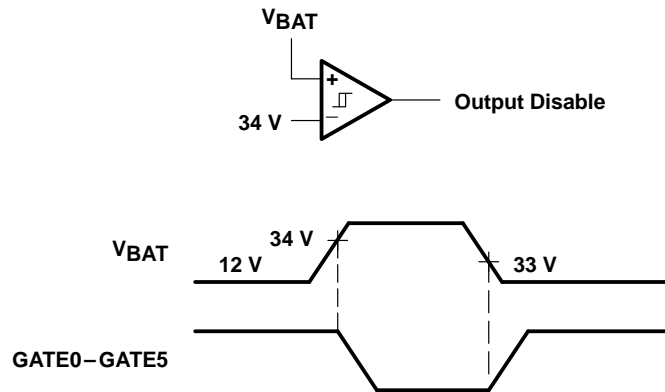 VBAT
+
34 V
−
Output Disable
VBAT
34 V
12 V
33 V
GATE0–GATE5